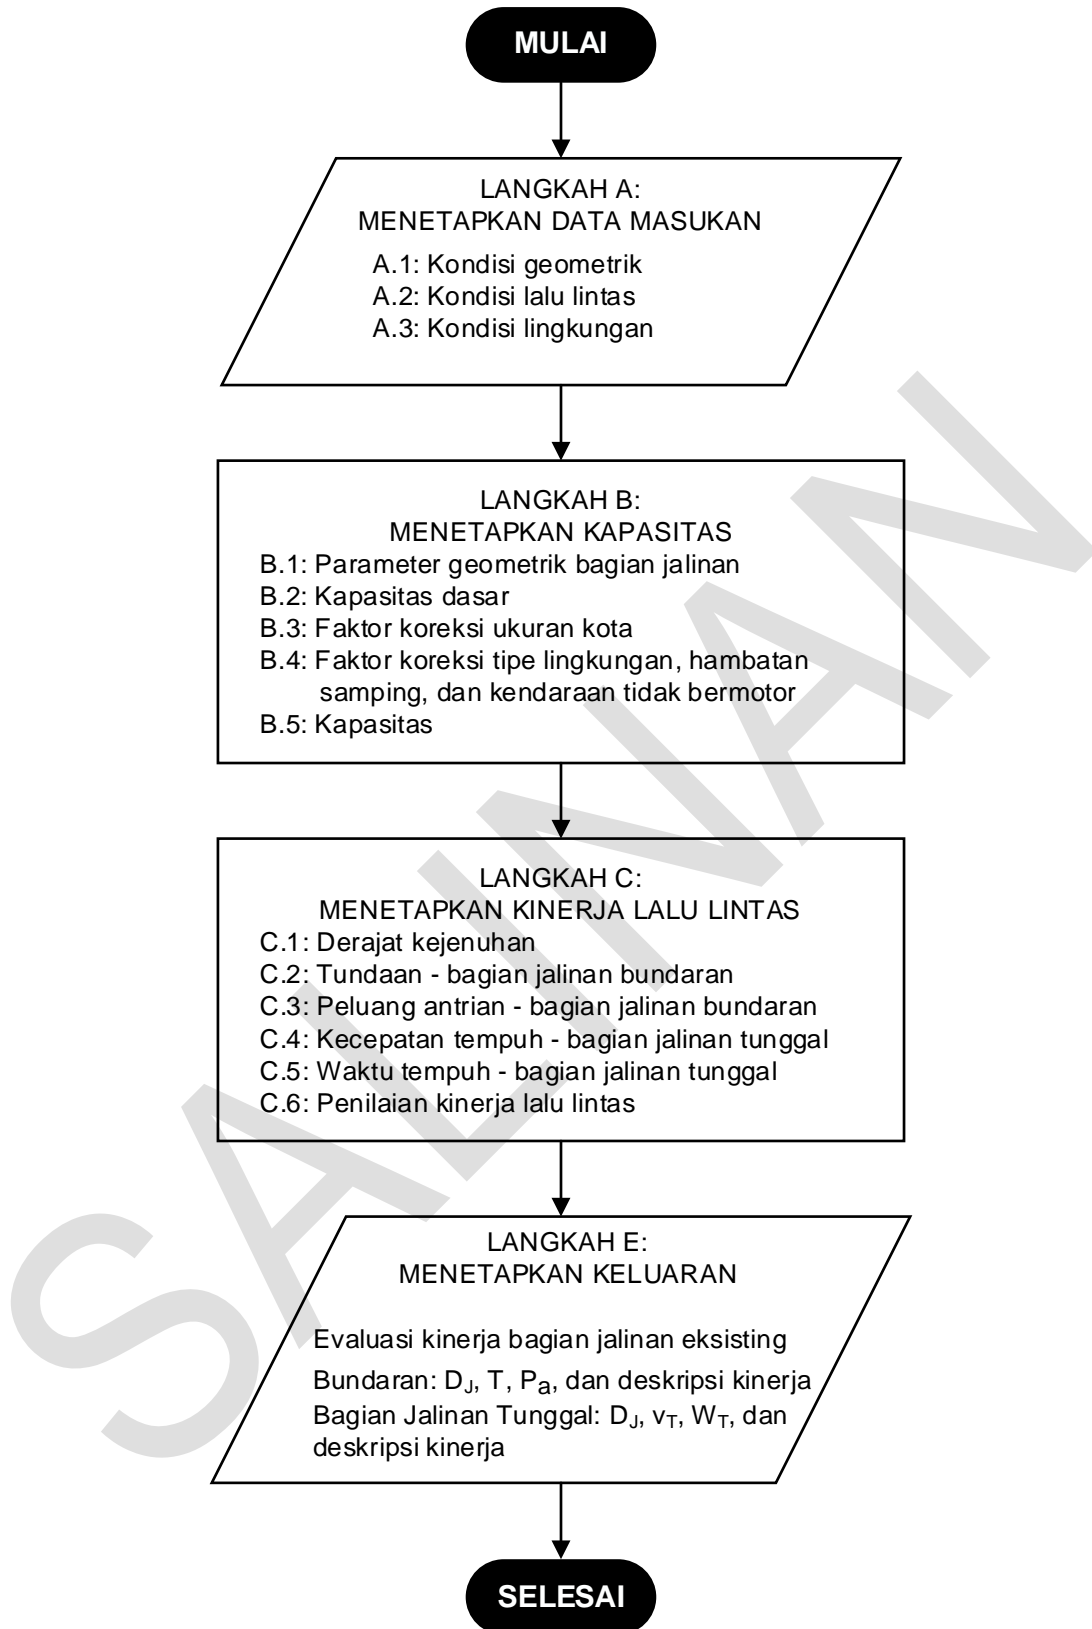 MULAI
LANGKAH A:
MENETAPKAN DATA MASUKAN
A.1: Kondisi geometrik
A.2: Kondisi lalu lintas
A.3: Kondisi lingkungan
LANGKAH B:
MENETAPKAN KAPASITAS
B.1: Parameter geometrik bagian jalinan
B.2: Kapasitas dasar
B.3: Faktor koreksi ukuran kota
B.4: Faktor koreksi tipe lingkungan, hambatan
samping, dan kendaraan tidak bermotor
B.5: Kapasitas
LANGKAH C:
MENETAPKAN KINERJA LALU LINTAS
C.1: Derajat kejenuhan
C.2: Tundaan - bagian jalinan bundaran
C.3: Peluang antrian - bagian jalinan bundaran
C.4: Kecepatan tempuh - bagian jalinan tunggal
C.5: Waktu tempuh - bagian jalinan tunggal
C.6: Penilaian kinerja lalu lintas
LANGKAH E:
MENETAPKAN KELUARAN
Evaluasi kinerja bagian jalinan eksisting
Bundaran: DJ, T, Pa, dan deskripsi kinerja
Bagian Jalinan Tunggal: DJ, vT, WT, dan
deskripsi kinerja
SELESAI
SALINAN